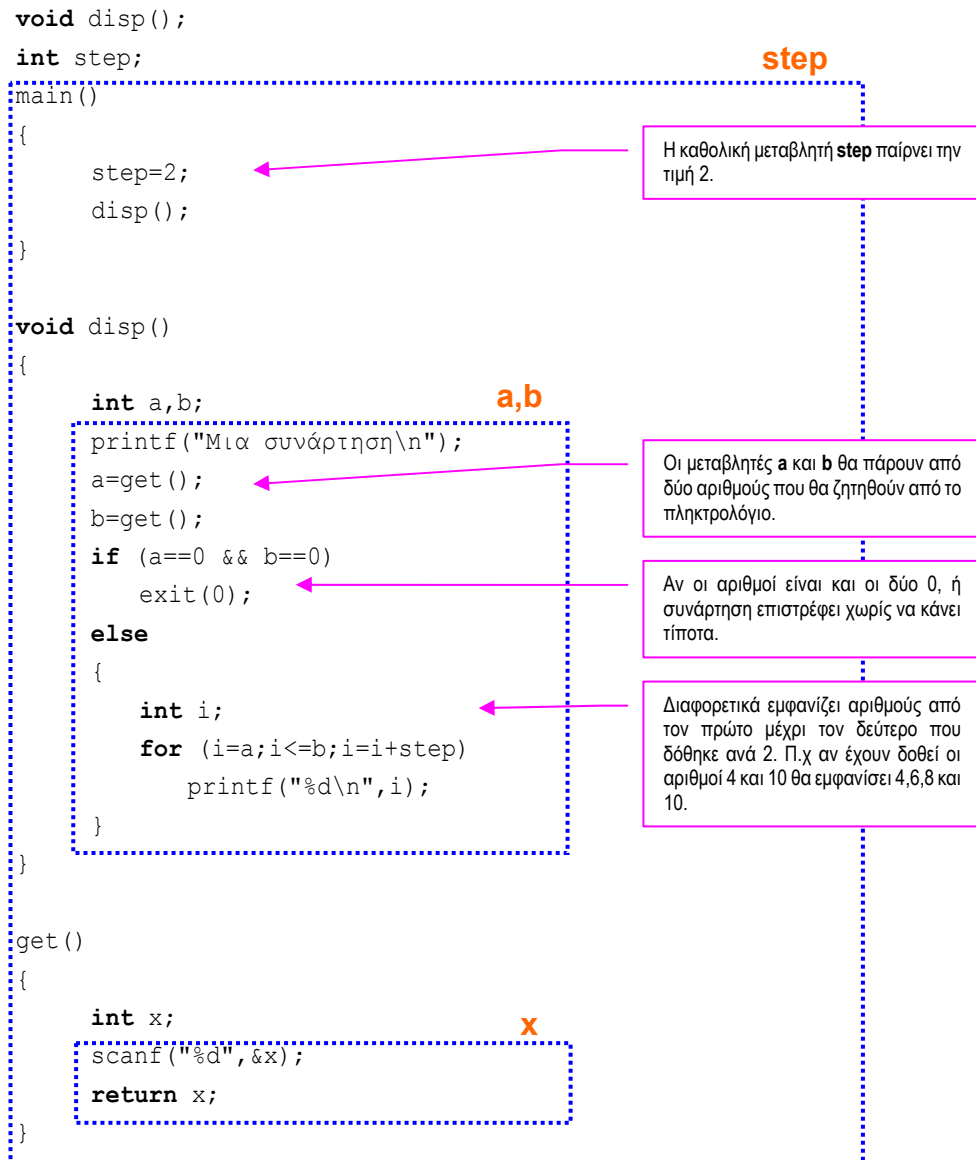 void disp();
int step;
step
main()
{
step=2;
disp();
}
Η καθολική μεταβλητή step παίρνει την
τιμή 2.
void disp()
{
int a,b;
a,b
printf("Μια συνάρτηση\n");
a=get();
b=get();
if (a==0 && b==0)
exit(0);
else
{
int i;
for (i=a;i<=b;i=i+step)
printf("%d\n",i);
}
}
Οι μεταβλητές a και b θα πάρουν από
δύο αριθμούς που θα ζητηθούν από το
πληκτρολόγιο.
Αν οι αριθμοί είναι και οι δύο 0, ή
συνάρτηση επιστρέφει χωρίς να κάνει
τίποτα.
Διαφορετικά εμφανίζει αριθμούς από
τον πρώτο μέχρι τον δεύτερο που
δόθηκε ανά 2. Π.χ αν έχουν δοθεί οι
αριθμοί 4 και 10 θα εμφανίσει 4,6,8 και
10.
get()
{
int x;
x
scanf("%d",&x);
return x;
}